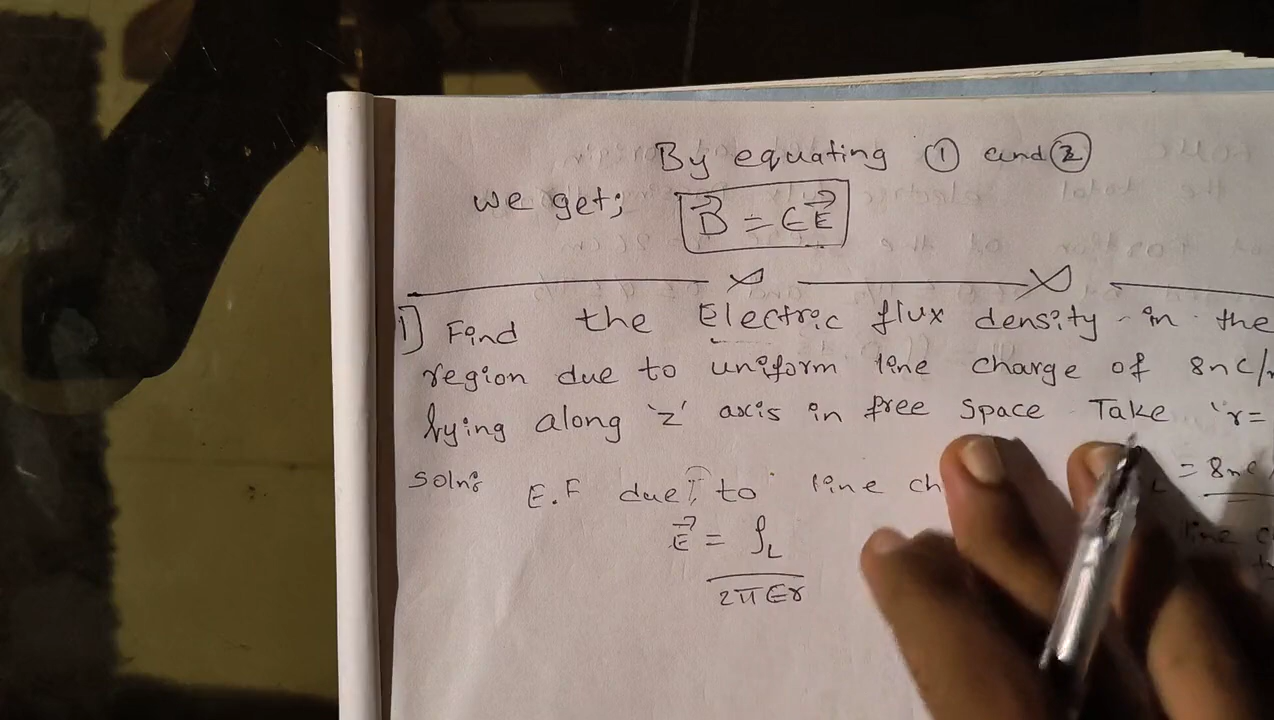 By equating ① and ②
we get; D⃗ = ϵE⃗
1] Find the Electric flux density in the
region due to uniform line charge of 8nC/
lying along 'z' axis in free space Take 'r=
soln: E.F due to line ch L = 8nC
E⃗ = ρL
2πϵr
line